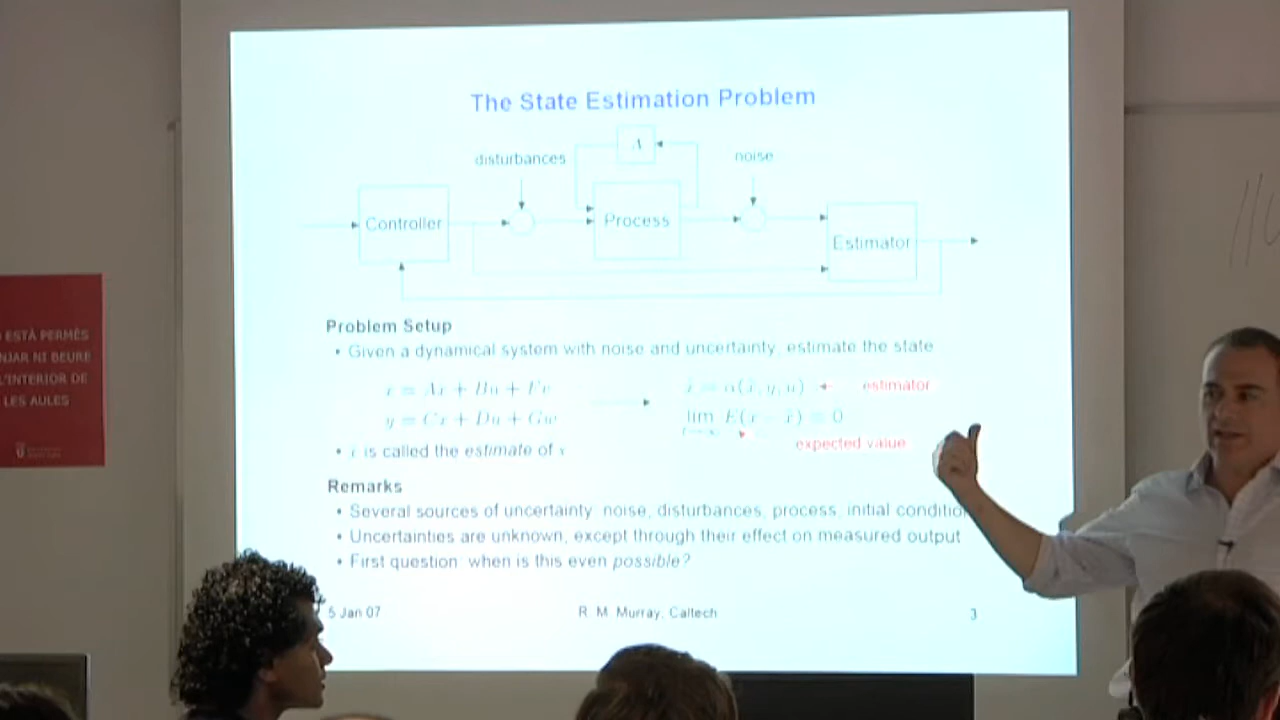 The State Estimation Problem
disturbances
noise
Controller
Process
Estimator
Problem Setup
• Given a dynamical system with noise and uncertainty, estimate the state
estimator
expected value
is called the estimate of
Remarks
• Several sources of uncertainty: noise, disturbances, process, initial condition
• Uncertainties are unknown, except through their effect on measured output
• First question: when is this even possible?
5 Jan 07
R. M. Murray, Caltech
3
ESTÀ PERMÈS
NJAR NI BEURE
L'INTERIOR DE
LES AULES